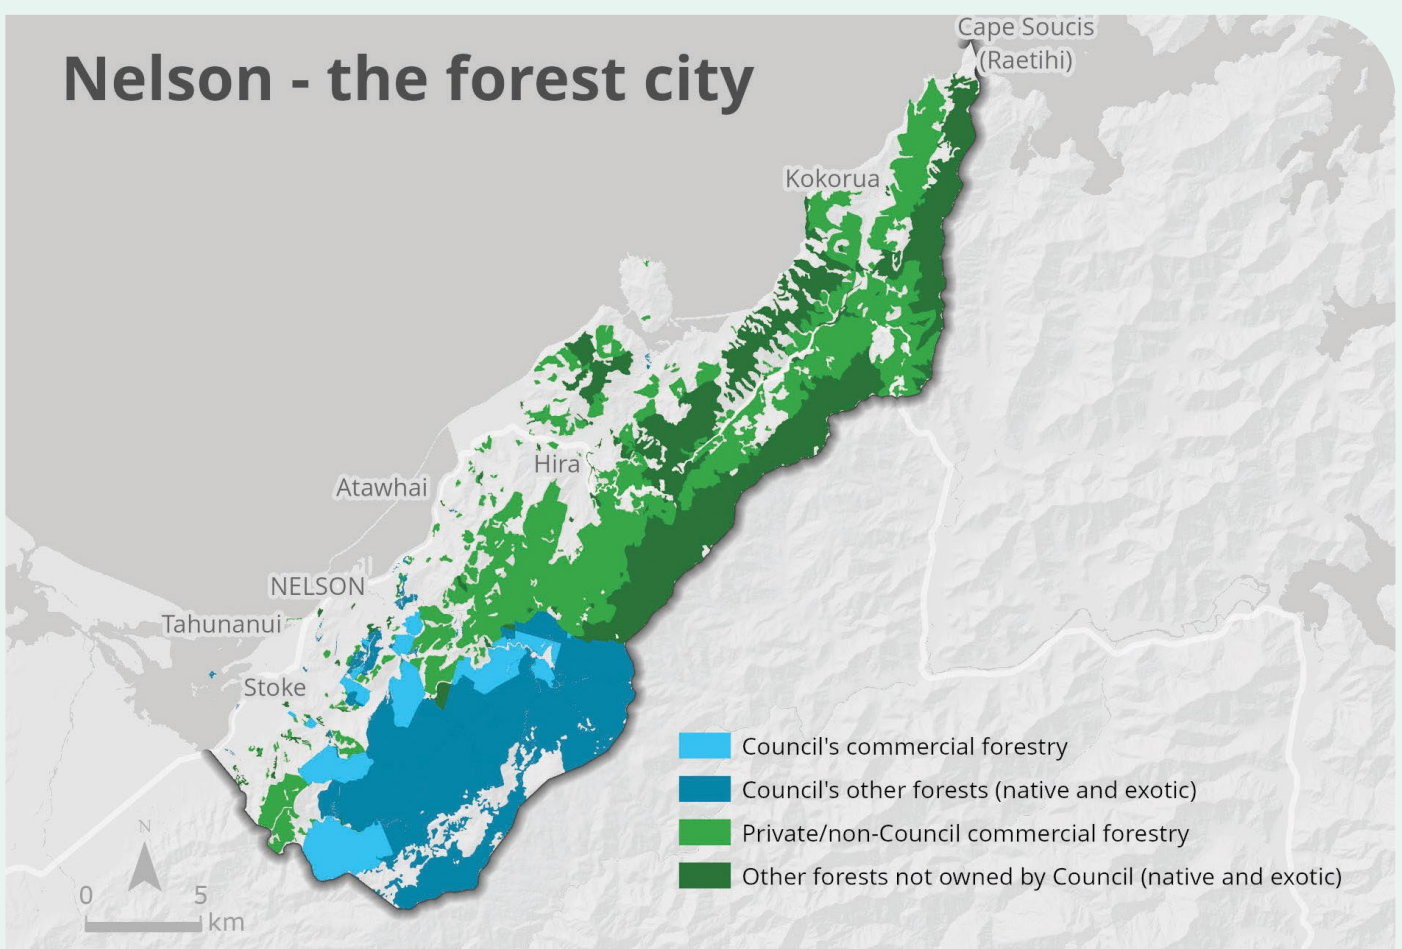 Nelson - the forest city
Cape Soucis
(Raetihi)
Kokorua
Hira
Atawhai
NELSON
Tahunanui
Stoke
Council's commercial forestry
Council's other forests (native and exotic)
Private/non-Council commercial forestry
Other forests not owned by Council (native and exotic)
N
0 5
km